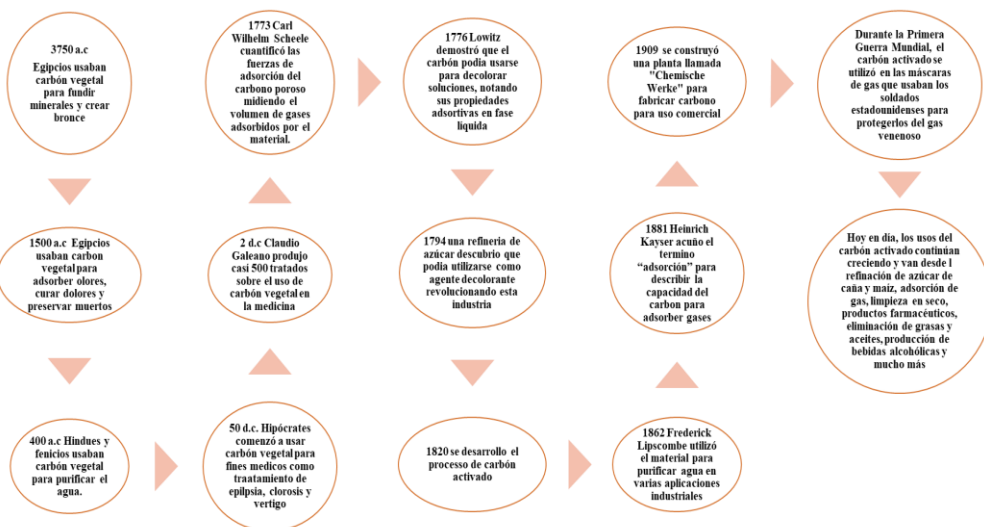 3750 a.c
Egipcios usaban
carbón vegetal
para fundir
minerales y crear
bronce
1500 a.c Egipcios
usaban carbon
vegetal para
adsorber olores,
curar dolores y
preservar muertos
400 a.c Hindues y
fenicios usaban
carbón vegetal
para purificar el
agua.
50 d.c. Hipócrates
comenzó a usar
carbón vegetal para
fines medicos como
traatamiento de
epilpsia, clorosis y
vertigo
2 d.c Claudio
Galeano produjo
casí 500 tratados
sobre el uso de
carbón vegetal en
la medicina
1773 Carl
Wilhelm Scheele
cuantificó las
fuerzas de
adsorción del
carbono poroso
midiendo el
volumen de gases
adsorbidos por el
material.
1776 Lowitz
demostró que el
carbón podía usarse
para decolorar
soluciones, notando
sus propiedades
adsortivas en fase
líquida
1794 una refineria de
azúcar descubrio que
podia utilizarse como
agente decolorante
revolucionando esta
industria
1820 se desarrollo el
processo de carbón
activado
1862 Frederick
Lipscombe utilizó
el material para
purificar agua en
varias aplicaciones
industriales
1881 Heinrich
Kayser acuño el
termino
“adsorción” para
describir la
capacidad del
carbon para
adsorber gases
1909 se construyó
una planta llamada
"Chemische
Werke" para
fabricar carbono
para uso comercial
Durante la Primera
Guerra Mundial, el
carbón activado se
utilizó en las máscaras
de gas que usaban los
soldados
estadounidenses para
protegerlos del gas
venenoso
Hoy en día, los usos del
carbón activado continúan
creciendo y van desde l
refinación de azúcar de
caña y maíz, adsorción de
gas, limpieza en seco,
productos farmacéuticos,
eliminación de grasas y
aceites, producción de
bebidas alcohólicas y
mucho más